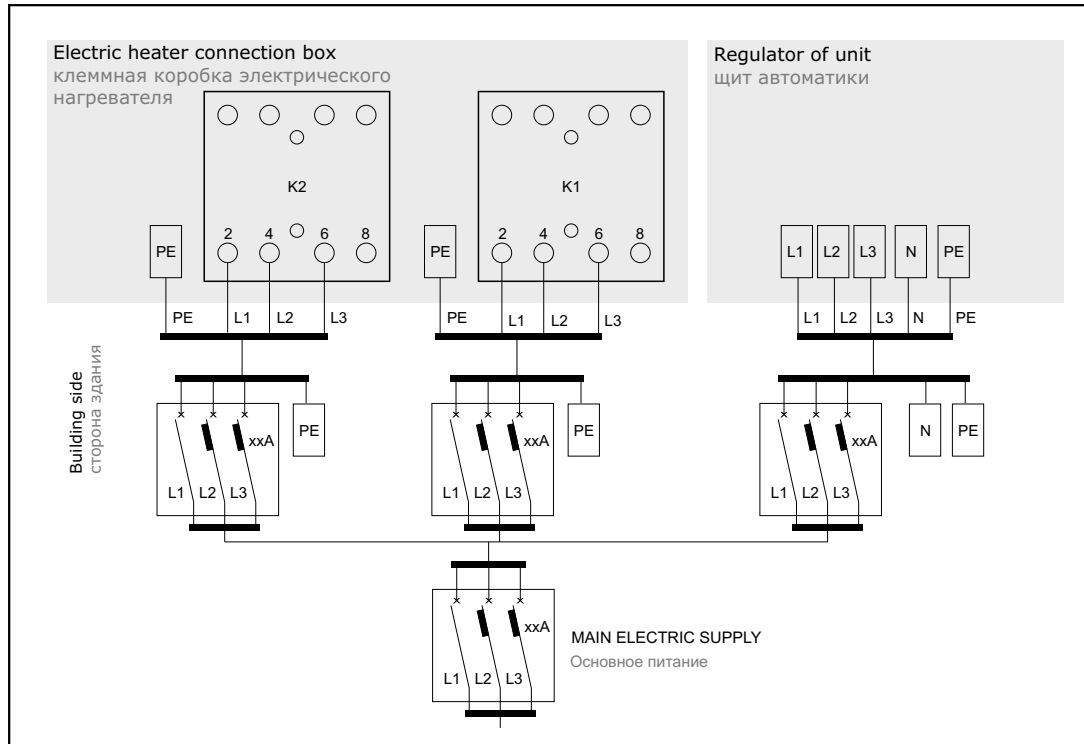 Electric heater connection box
клеммная коробка электрического
нагревателя
Regulator of unit
щит автоматики
K2
K1
2 4 6 8
2 4 6 8
PE
PE
L1 L2 L3 N PE
PE L1 L2 L3
PE L1 L2 L3
L1 L2 L3 N PE
Building side
сторона здания
xxA
PE
L1 L2 L3
xxA
PE
L1 L2 L3
xxA
N
PE
L1 L2 L3
xxA
L1 L2 L3
MAIN ELECTRIC SUPPLY
Основное питание